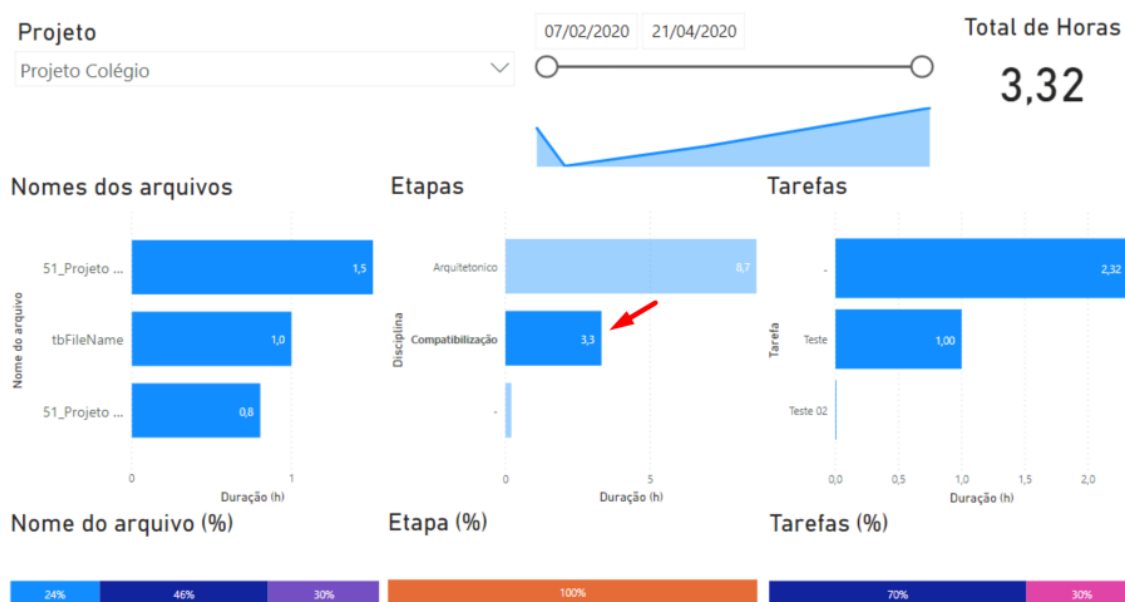 Projeto
07/02/2020
21/04/2020
Total de Horas
Projeto Colégio
3,32
Nomes dos arquivos
Etapas
Tarefas
Nome do arquivo
51_Projeto ...
1,5
tbFileName
1,0
51_Projeto ...
0,8
0
1
Duração (h)
Disciplina
Arquitetonico
8,7
Compatibilização
3,3
-
0
5
Duração (h)
Tarefa
-
2,32
Teste
1,00
Teste 02
0,0
0,5
1,0
1,5
2,0
Duração (h)
Nome do arquivo (%)
Etapa (%)
Tarefas (%)
24%
46%
30%
100%
70%
30%